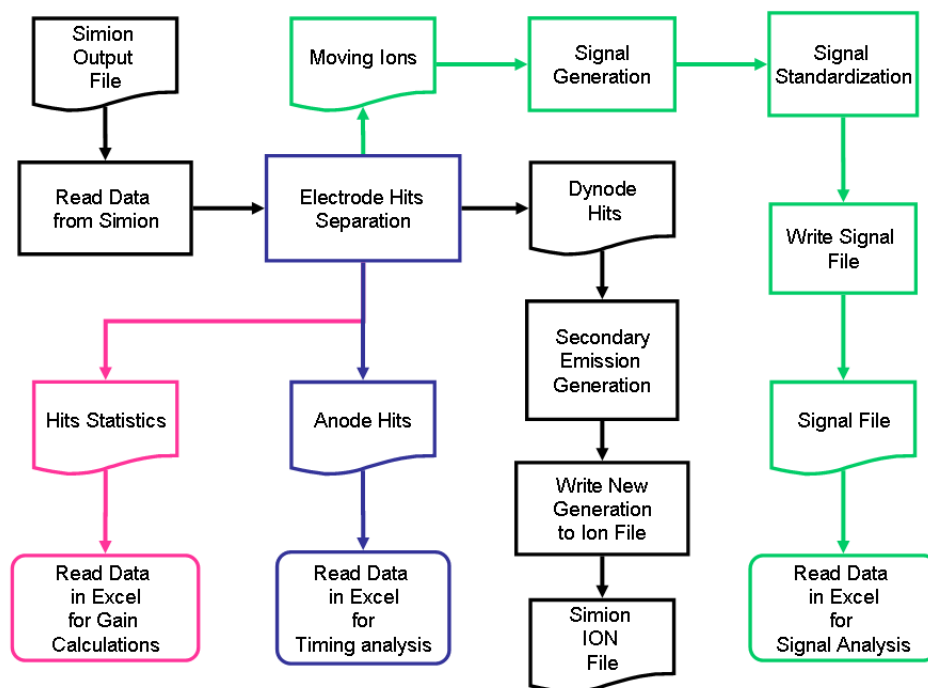 Simion
Output
File
Moving Ions
Signal
Generation
Signal
Standardization
Read Data
from Simion
Electrode Hits
Separation
Dynode
Hits
Write Signal
File
Secondary
Emission
Generation
Hits Statistics
Anode Hits
Signal File
Write New
Generation
to Ion File
Read Data
in Excel
for Gain
Calculations
Read Data
in Excel
for
Timing analysis
Simion
ION
File
Read Data
in Excel
for
Signal Analysis